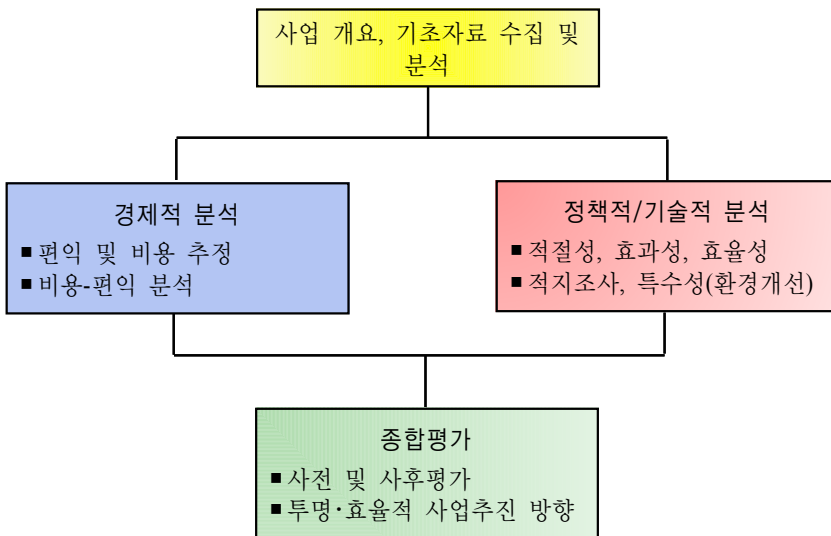 사업 개요, 기초자료 수집 및
분석
경제적 분석
■ 편익 및 비용 추정
■ 비용-편익 분석
정책적/기술적 분석
■ 적절성, 효과성, 효율성
■ 적지조사, 특수성(환경개선)
종합평가
■ 사전 및 사후평가
■ 투명·효율적 사업추진 방향